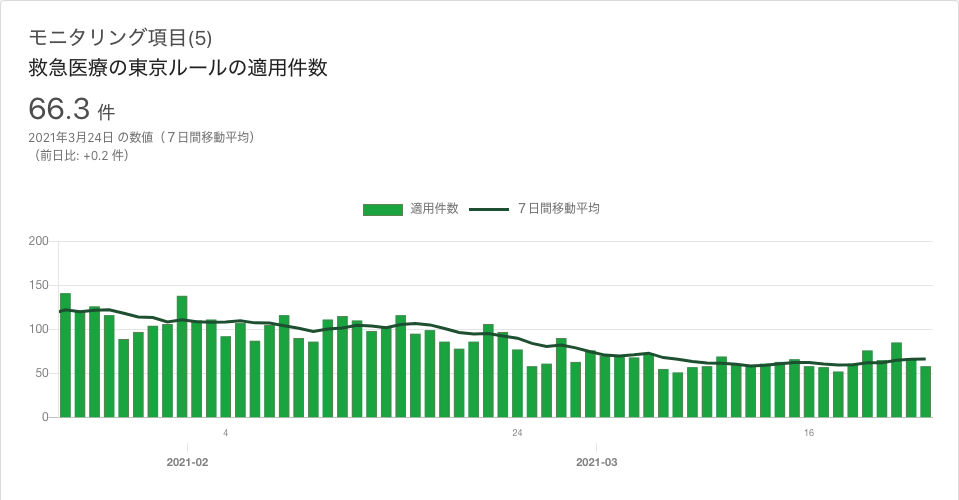 モニタリング項目(5)
救急医療の東京ルールの適用件数
66.3 件
2021年3月24日 の数値（７日間移動平均）
（前日比: +0.2 件）
適用件数 ７日間移動平均
200
150
100
50
0
4 24 16
2021-02 2021-03